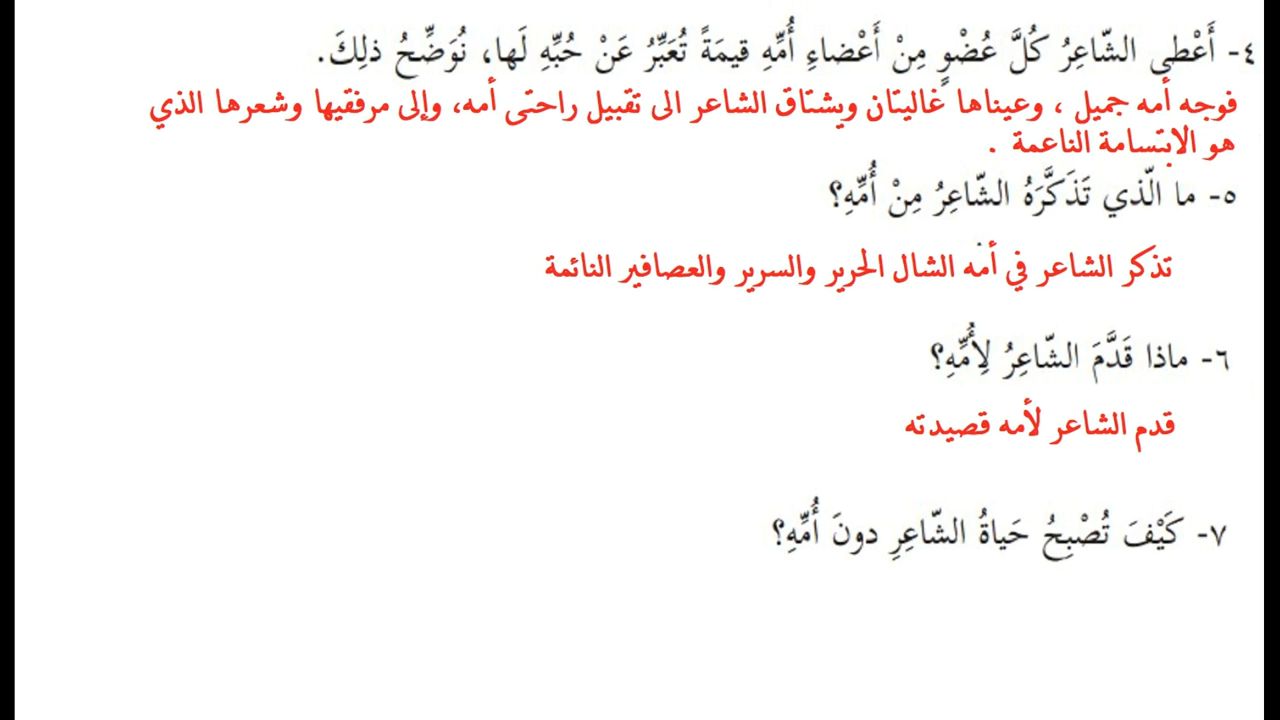 ٤- أَعْطى الشّاعِرُ كُلَّ عُضْوٍ مِنْ أَعْضاءِ أُمِّهِ قيمَةً تُعَبِّرُ عَنْ حُبِّهِ لَها، نُوَضِّحُ ذلِكَ.
فوجه أمه جميل ، وعيناها غاليتان ويشتاق الشاعر الى تقبيل راحتى أمه، وإلى مرفقيها وشعرها الذي
هو الابتسامة الناعمة .
٥- ما الّذي تَذَكَّرَهُ الشّاعِرُ مِنْ أُمِّهِ؟
تذكر الشاعر في أمه الشال الحرير والسرير والعصافير النائمة
٦- ماذا قَدَّمَ الشّاعِرُ لِأُمِّهِ؟
قدم الشاعر لأمه قصيدته
٧- كَيْفَ تُصْبِحُ حَياةُ الشّاعِرِ دونَ أُمِّهِ؟